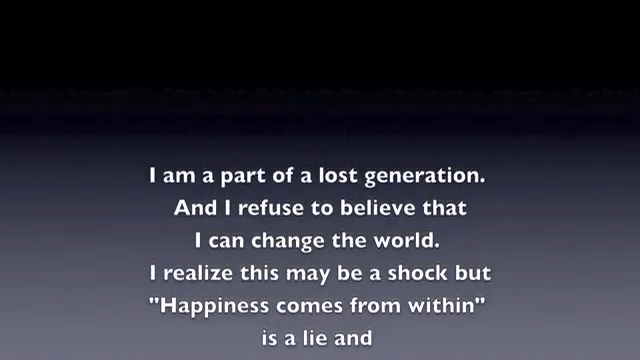 I am a part of a lost generation.
And I refuse to believe that
I can change the world.
I realize this may be a shock but
"Happiness comes from within"
is a lie and